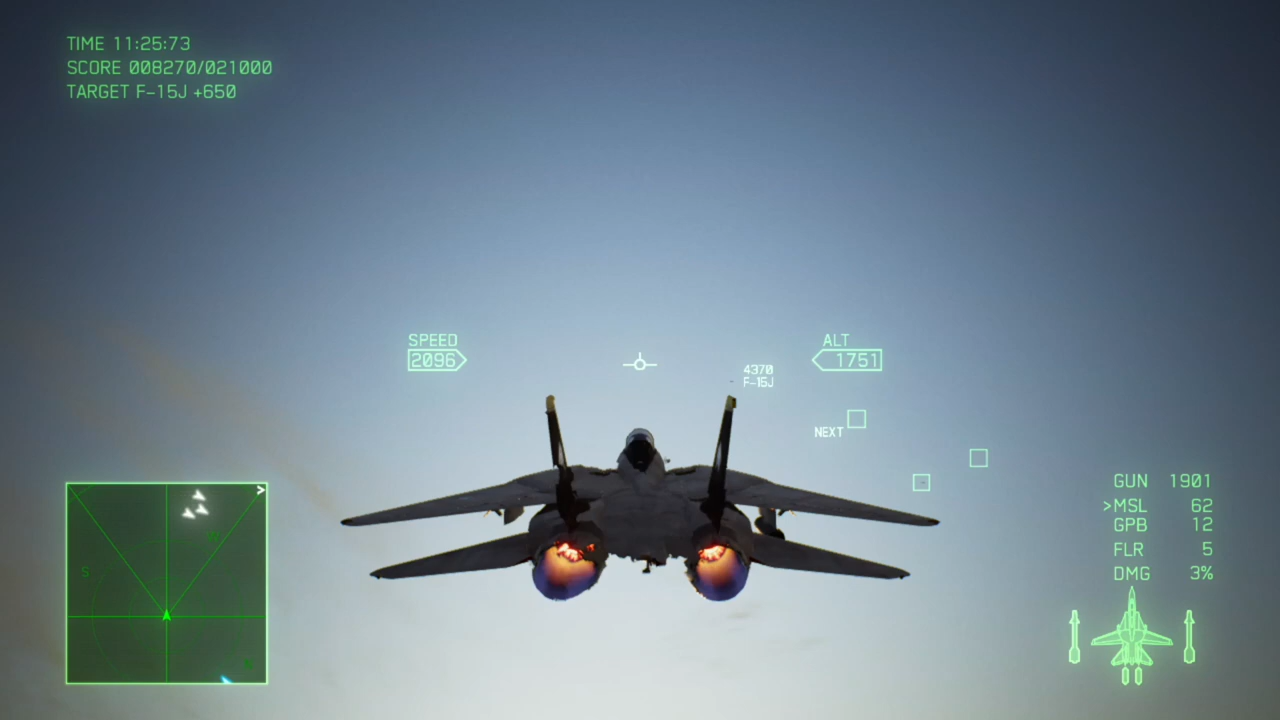 TIME 11:25:73
SCORE 008270/021000
TARGET F-15J +650
SPEED
2096
ALT
1751
4370
F-15J
NEXT
GUN 1901
>MSL 62
GPB 12
FLR 5
DMG 3%
S